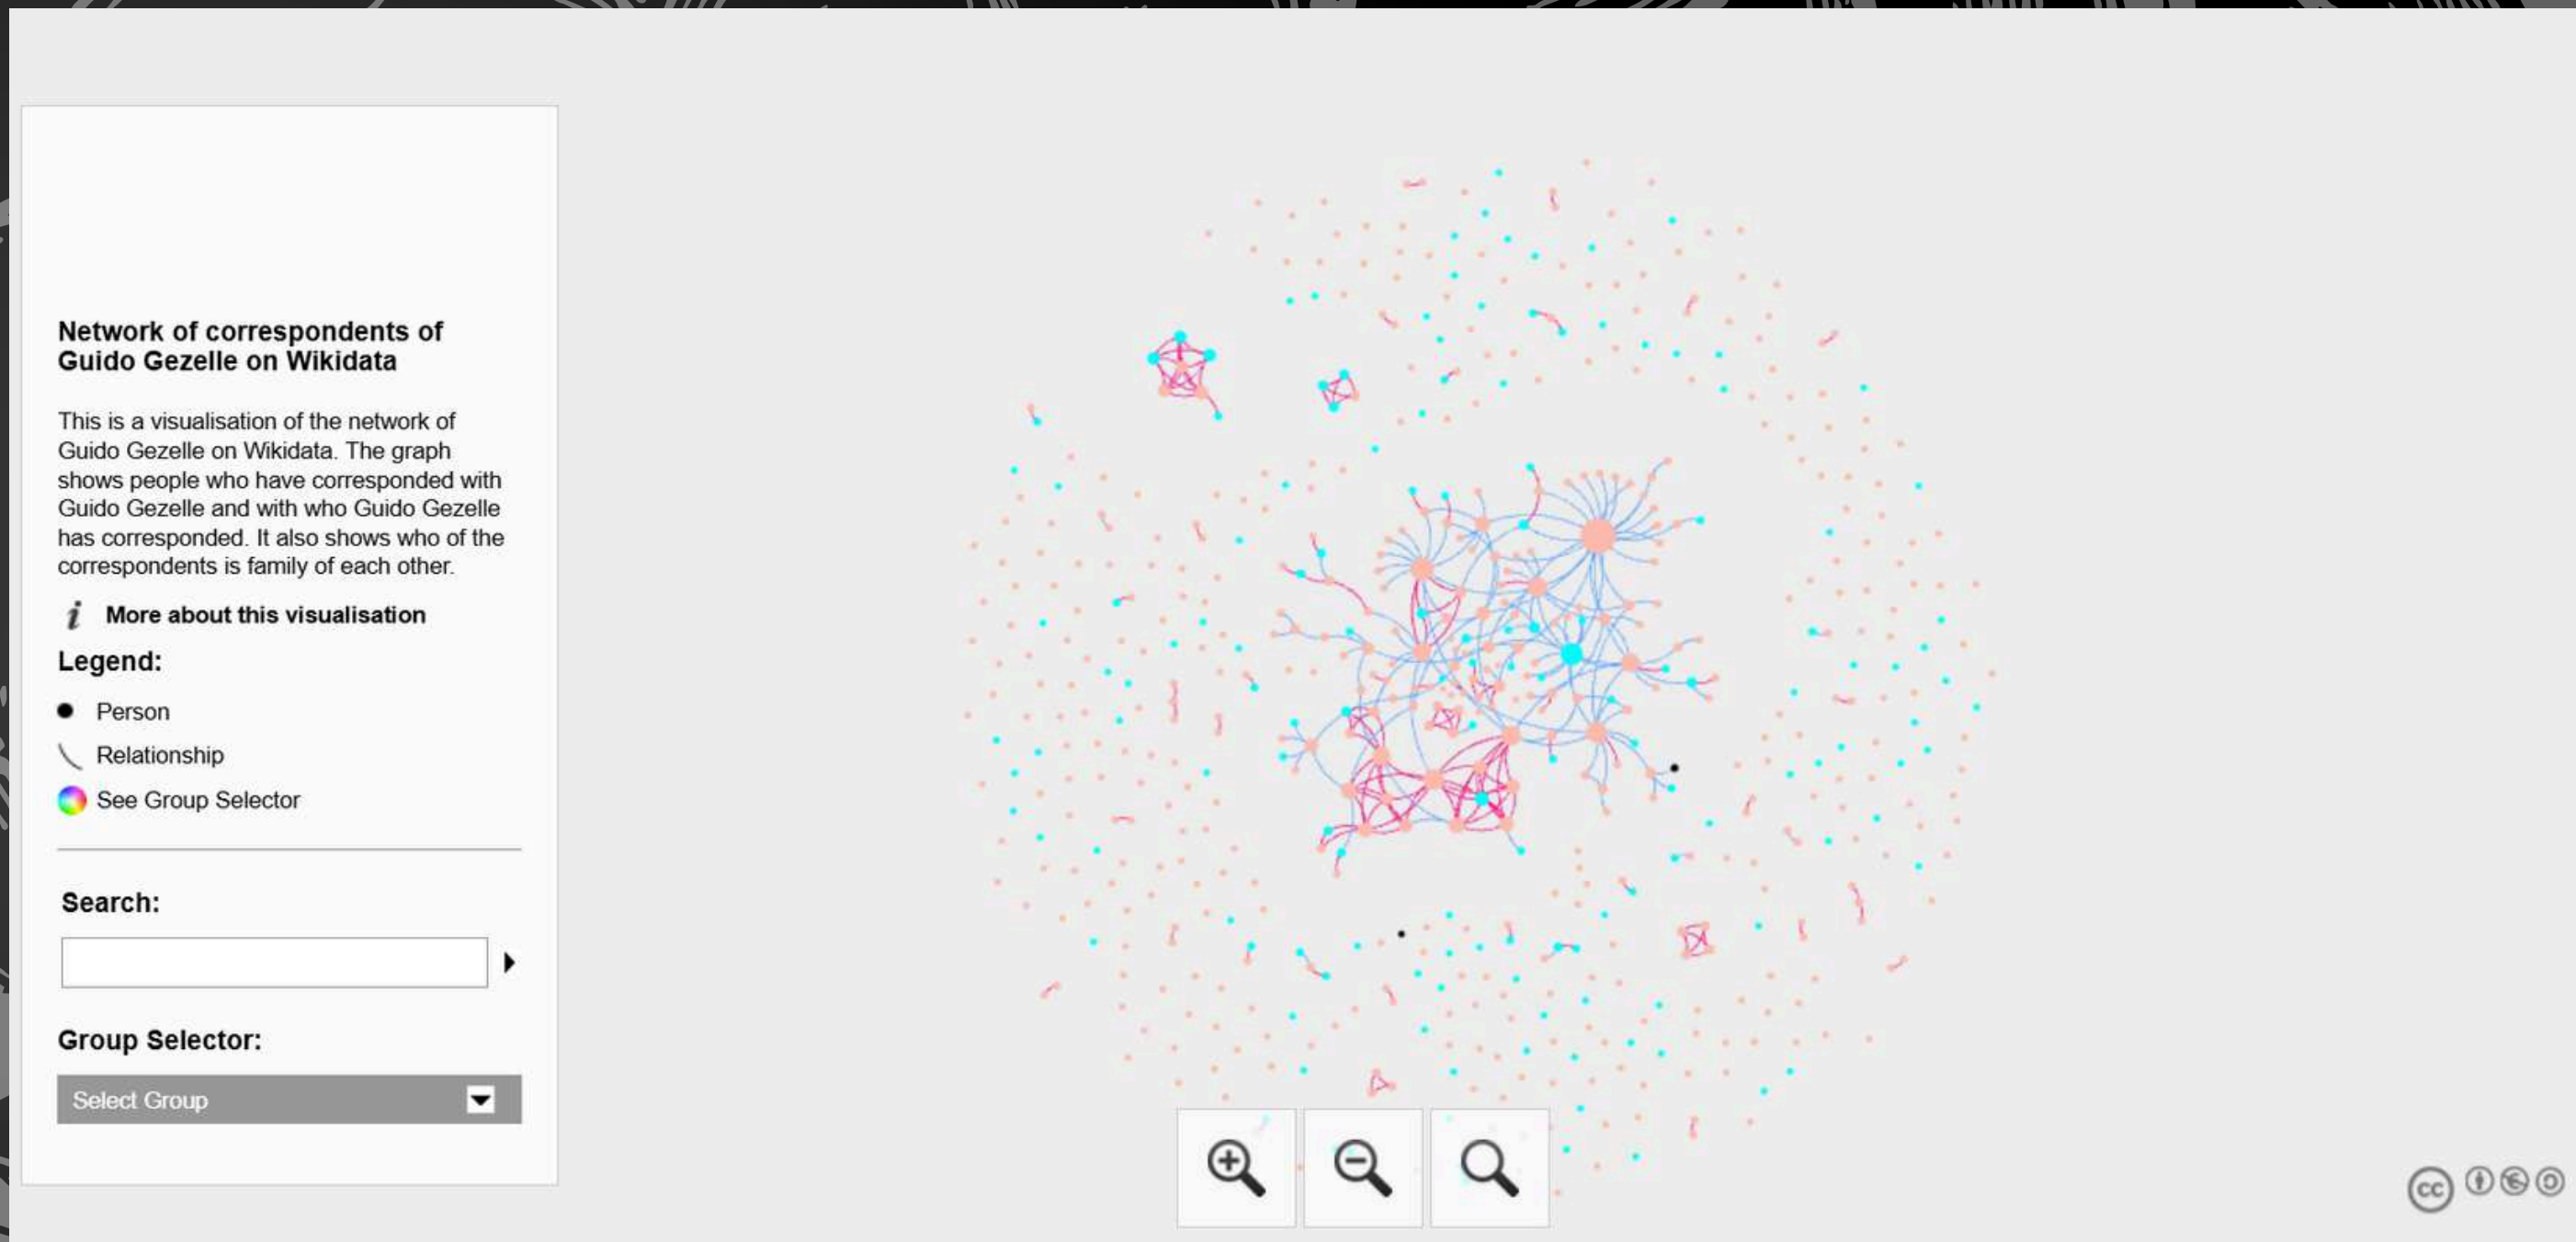 Network of correspondents of
Guido Gezelle on Wikidata
This is a visualisation of the network of
Guido Gezelle on Wikidata. The graph
shows people who have corresponded with
Guido Gezelle and with who Guido Gezelle
has corresponded. It also shows who of the
correspondents is family of each other.
i More about this visualisation
Legend:
Person
Relationship
See Group Selector
Search:
Group Selector:
Select Group
cc